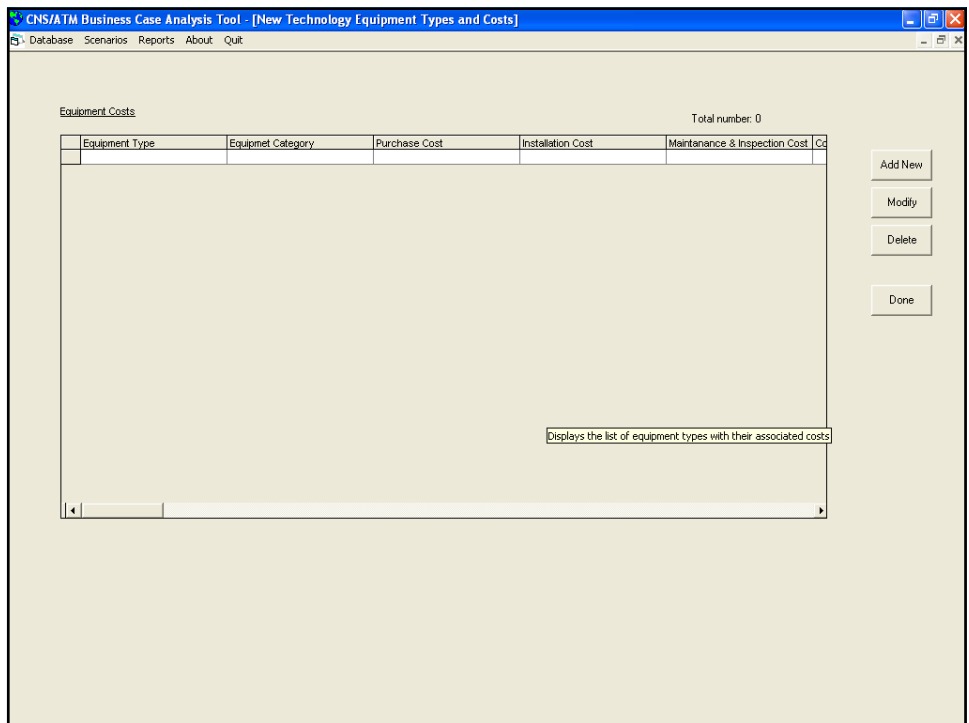 CNS/ATM Business Case Analysis Tool - [New Technology Equipment Types and Costs]
Database Scenarios Reports About Quit
Equipment Costs
Total number: 0
Equipment Type Equipmet Category Purchase Cost Installation Cost Maintanance & Inspection Cost Co
Add New
Modify
Delete
Done
Displays the list of equipment types with their associated costs